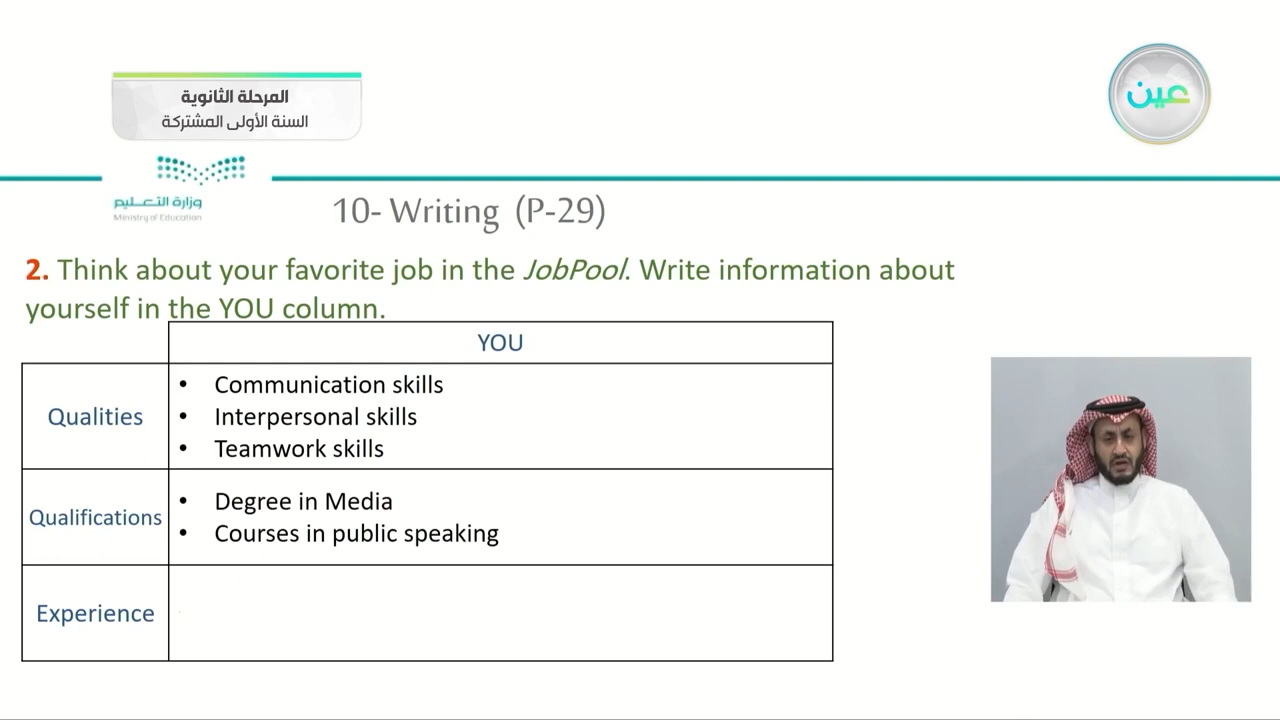 المرحلة الثانوية
السنة الأولى المشتركة
عين
وزارة التعليم
Ministry of Education
10- Writing (P-29)
2. Think about your favorite job in the JobPool. Write information about
yourself in the YOU column.
YOU
Qualities
• Communication skills
• Interpersonal skills
• Teamwork skills
Qualifications
• Degree in Media
• Courses in public speaking
Experience